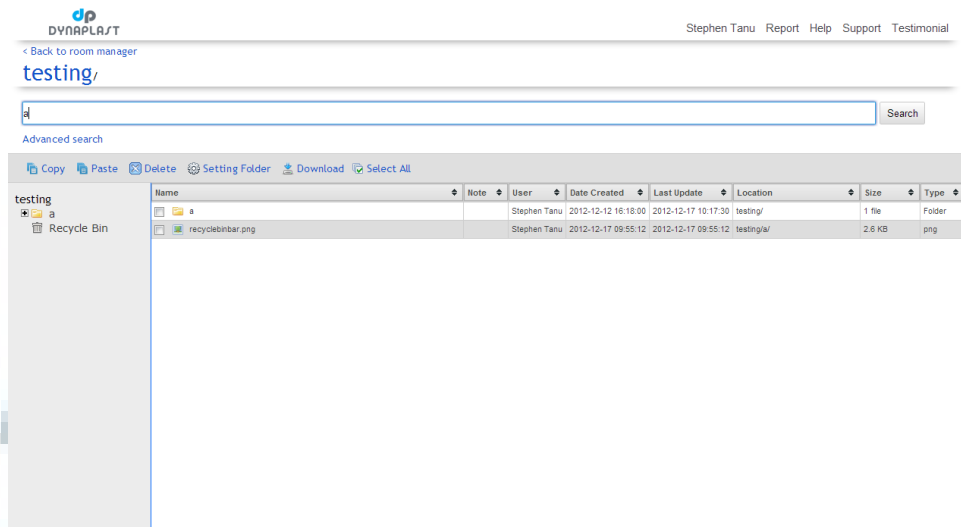 dp
DYNAPLAST
Stephen Tanu Report Help Support Testimonial
< Back to room manager
testing/
a
Search
Advanced search
Copy Paste Delete Setting Folder Download Select All
testing
a
Recycle Bin
Name Note User Date Created Last Update Location Size Type
a Stephen Tanu 2012-12-12 16:18:00 2012-12-17 10:17:30 testing/ 1 file Folder
recyclebinbar.png Stephen Tanu 2012-12-17 09:55:12 2012-12-17 09:55:12 testing/a/ 2.6 KB png